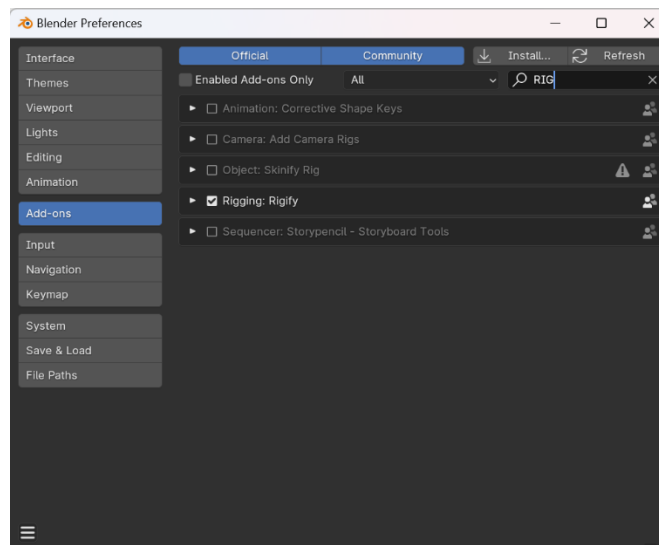 Blender Preferences
Interface
Themes
Viewport
Lights
Editing
Animation
Add-ons
Input
Navigation
Keymap
System
Save & Load
File Paths
Official Community Install... Refresh
Enabled Add-ons Only All RIG
Animation: Corrective Shape Keys
Camera: Add Camera Rigs
Object: Skinify Rig
Rigging: Rigify
Sequencer: Storypencil - Storyboard Tools